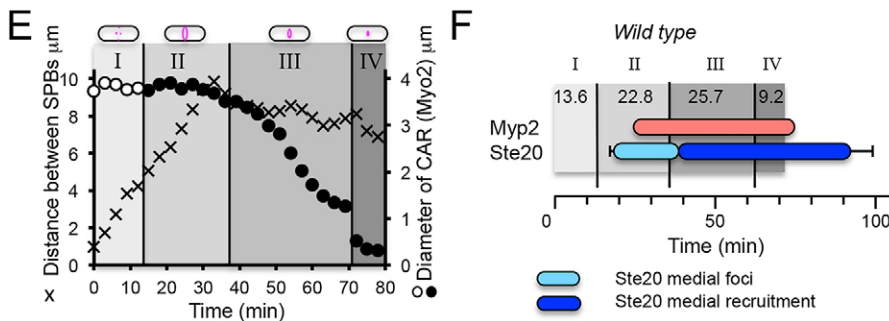 E
I II III IV
Distance between SPBs µm
10
8
6
4
2
0
4
3
2
1
0
Diameter of CAR (Myo2) µm
x
0 10 20 30 40 50 60 70 80
Time (min)
F
Wild type
I II III IV
13.6 22.8 25.7 9.2
Myp2
Ste20
0 50 100
Time (min)
Ste20 medial foci
Ste20 medial recruitment